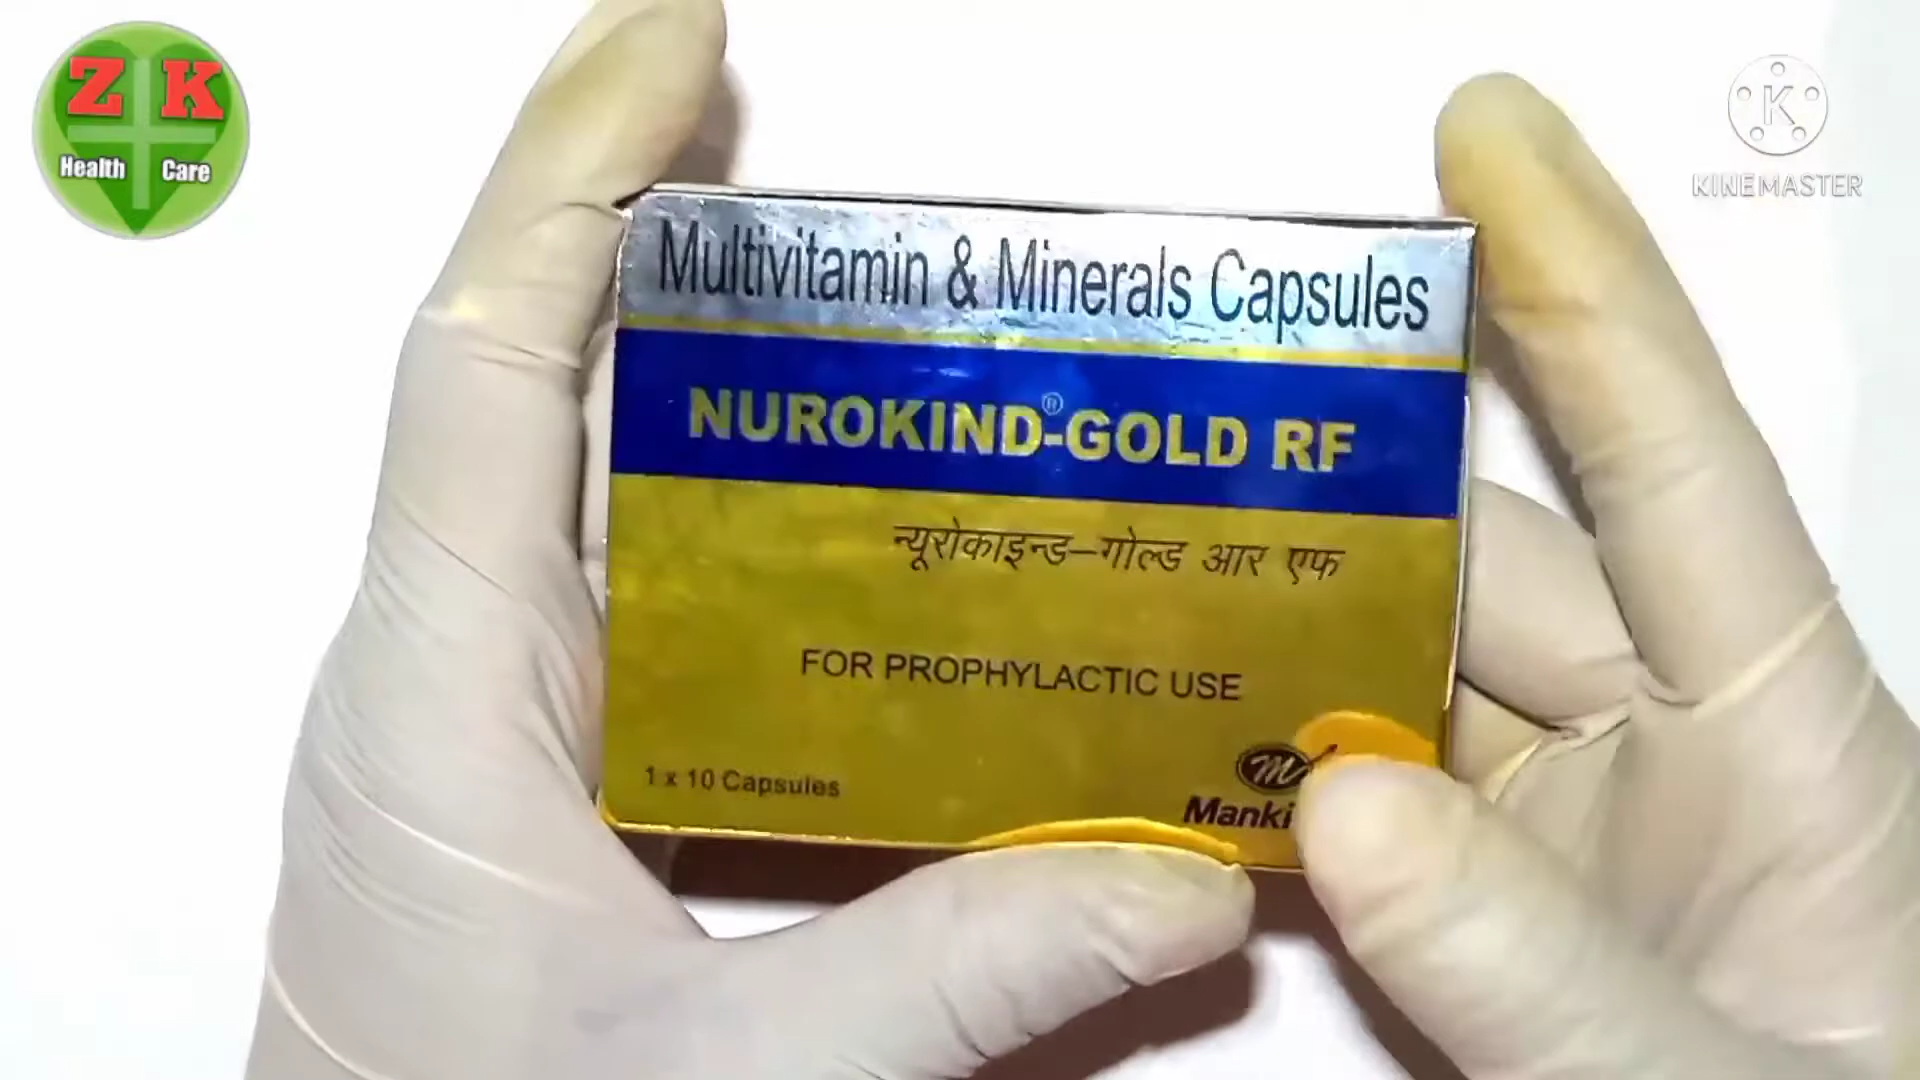 Z K
Health Care
KINEMASTER
Multivitamin & Minerals Capsules
NUROKIND®-GOLD RF
न्यूरोकाइन्ड–गोल्ड आर एफ
FOR PROPHYLACTIC USE
1 x 10 Capsules